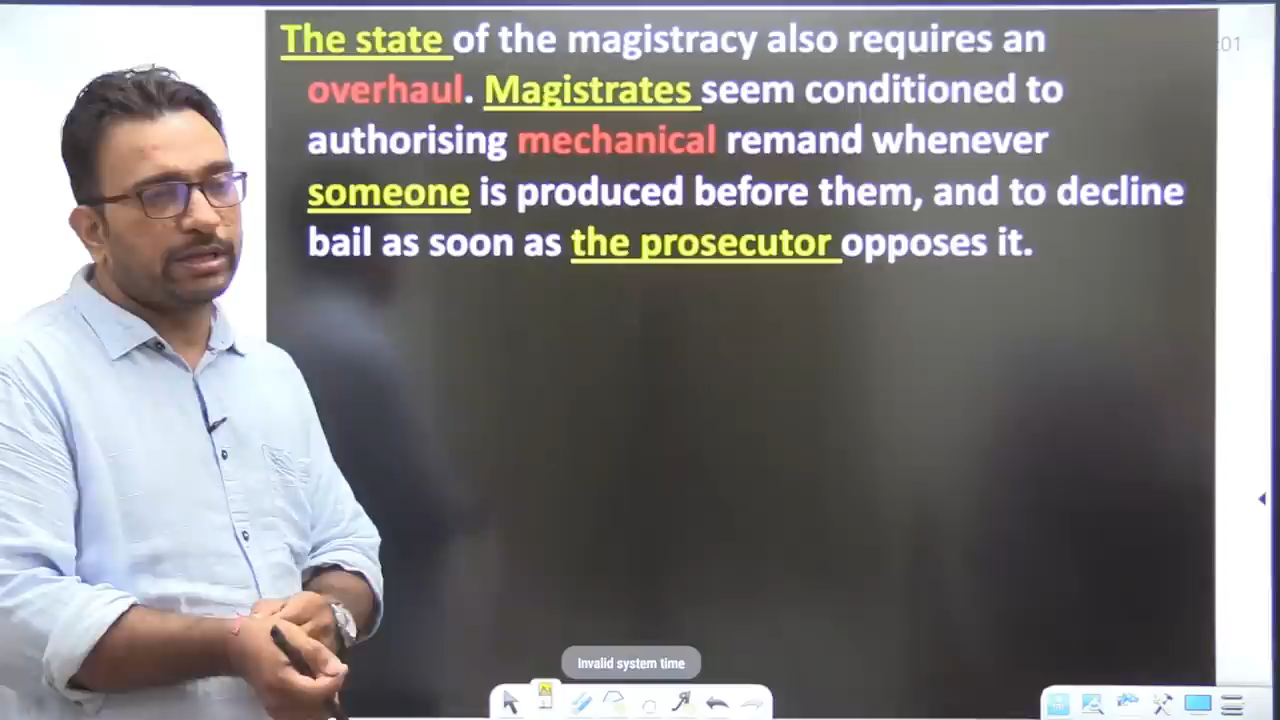 The state of the magistracy also requires an
overhaul. Magistrates seem conditioned to
authorising mechanical remand whenever
someone is produced before them, and to decline
bail as soon as the prosecutor opposes it.
:01
Invalid system time